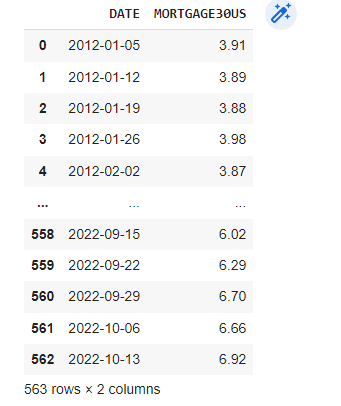 DATE MORTGAGE30US
0 2012-01-05 3.91
1 2012-01-12 3.89
2 2012-01-19 3.88
3 2012-01-26 3.98
4 2012-02-02 3.87
... ... ...
558 2022-09-15 6.02
559 2022-09-22 6.29
560 2022-09-29 6.70
561 2022-10-06 6.66
562 2022-10-13 6.92
563 rows × 2 columns